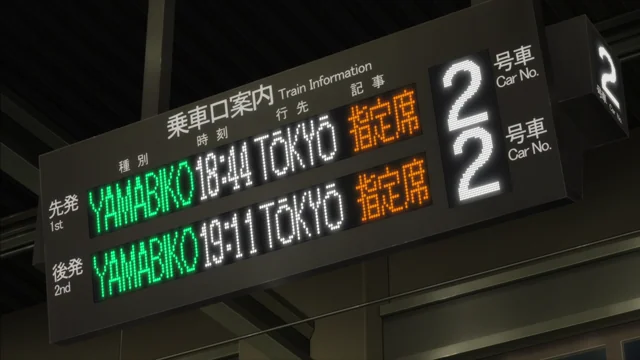 乗車口案内 Train Information
種別 時刻 行先 記事
先発 1st YAMABIKO 18:44 TŌKYŌ 指定席 2 号車 Car No.
後発 2nd YAMABIKO 19:11 TŌKYŌ 指定席 2 号車 Car No.
2